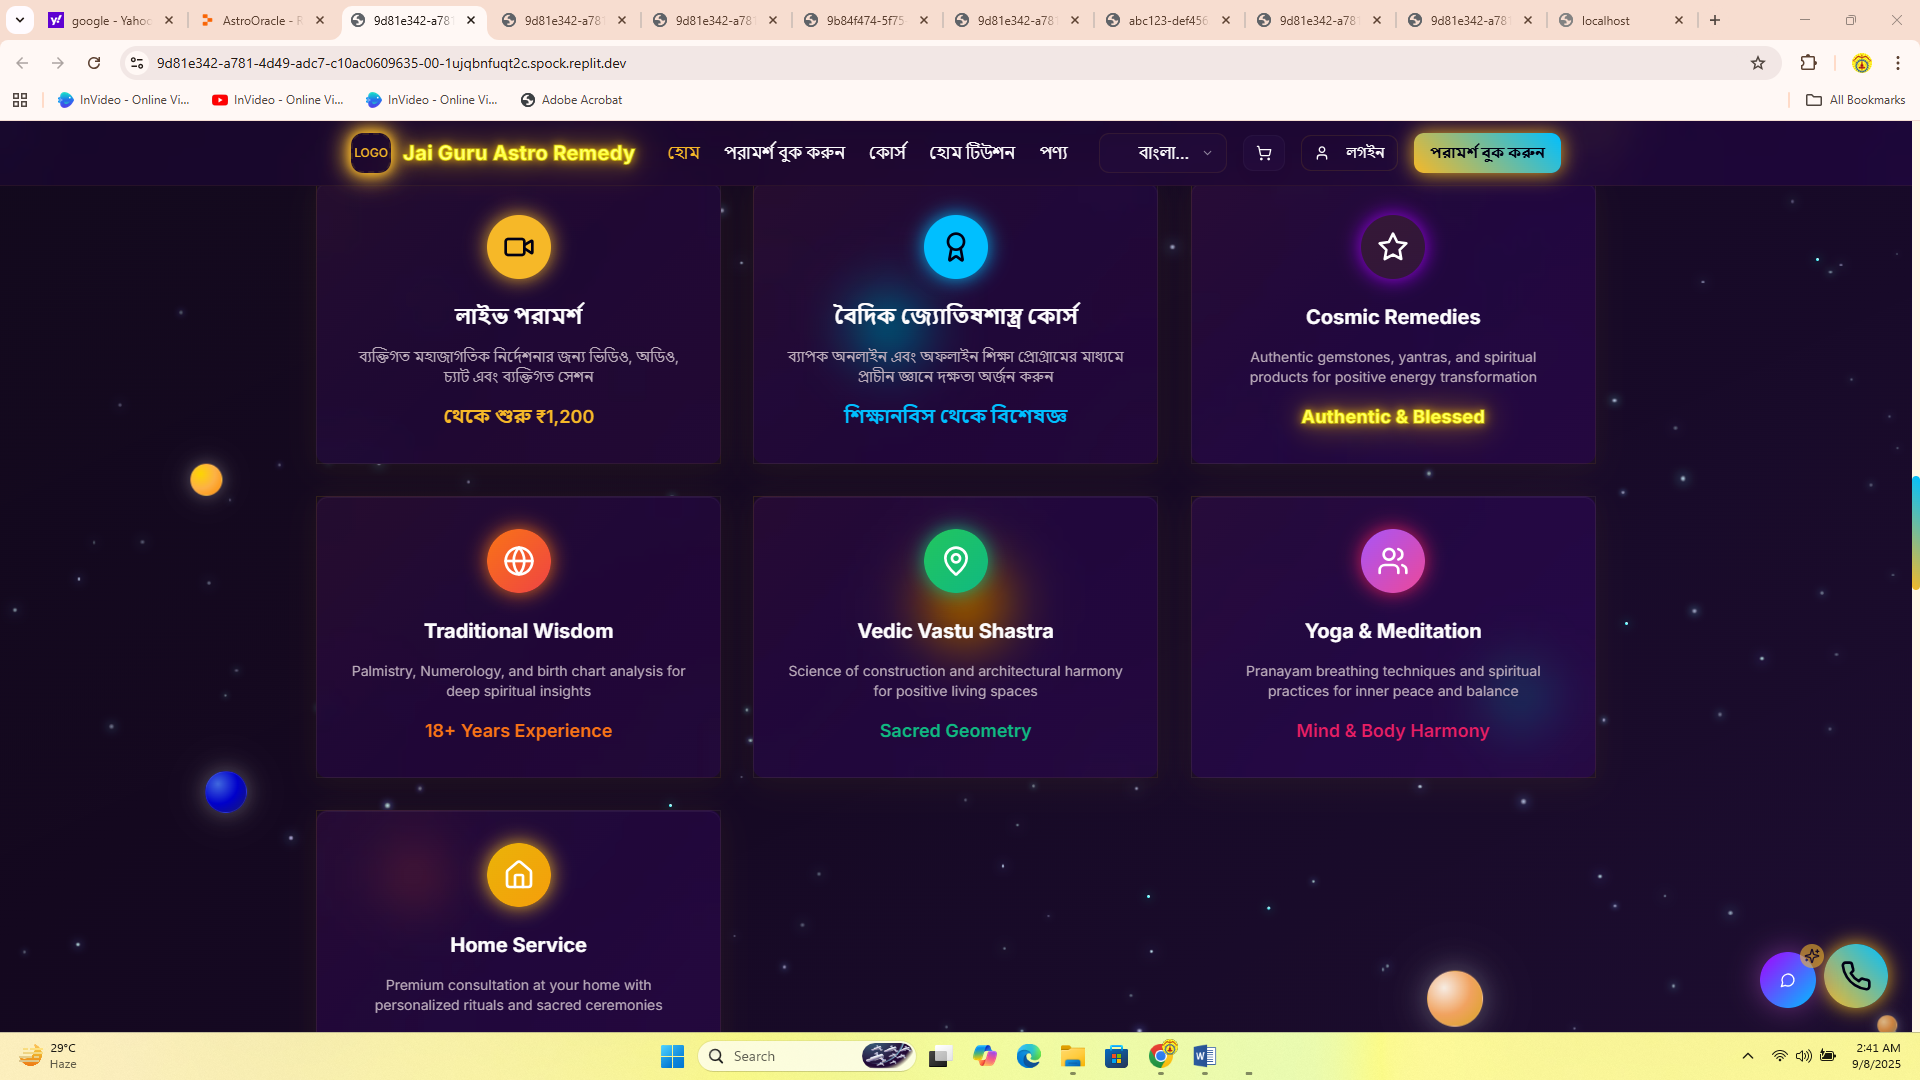 google - Yahoo
AstroOracle - R
9d81e342-a781
9d81e342-a781
9d81e342-a781
9b84f474-5f75
9d81e342-a781
abc123-def456
9d81e342-a781
9d81e342-a781
localhost
9d81e342-a781-4d49-adc7-c10ac0609635-00-1ujqbnfuqt2c.spock.replit.dev
InVideo - Online Vi...
InVideo - Online Vi...
InVideo - Online Vi...
Adobe Acrobat
All Bookmarks
LOGO
Jai Guru Astro Remedy
হোম
পরামর্শ বুক করুন
কোর্স
হোম টিউশন
পণ্য
বাংলা...
লগইন
পরামর্শ বুক করুন
লাইভ পরামর্শ
ব্যক্তিগত মহাজাগতিক নির্দেশনার জন্য ভিডিও, অডিও,
চ্যাট এবং ব্যক্তিগত সেশন
থেকে শুরু ₹1,200
বৈদিক জ্যোতিষশাস্ত্র কোর্স
ব্যাপক অনলাইন এবং অফলাইন শিক্ষা প্রোগ্রামের মাধ্যমে
প্রাচীন জ্ঞানে দক্ষতা অর্জন করুন
শিক্ষানবিস থেকে বিশেষজ্ঞ
Cosmic Remedies
Authentic gemstones, yantras, and spiritual
products for positive energy transformation
Authentic & Blessed
Traditional Wisdom
Palmistry, Numerology, and birth chart analysis for
deep spiritual insights
18+ Years Experience
Vedic Vastu Shastra
Science of construction and architectural harmony
for positive living spaces
Sacred Geometry
Yoga & Meditation
Pranayam breathing techniques and spiritual
practices for inner peace and balance
Mind & Body Harmony
Home Service
Premium consultation at your home with
personalized rituals and sacred ceremonies
29°C
Haze
Search
2:41 AM
9/8/2025